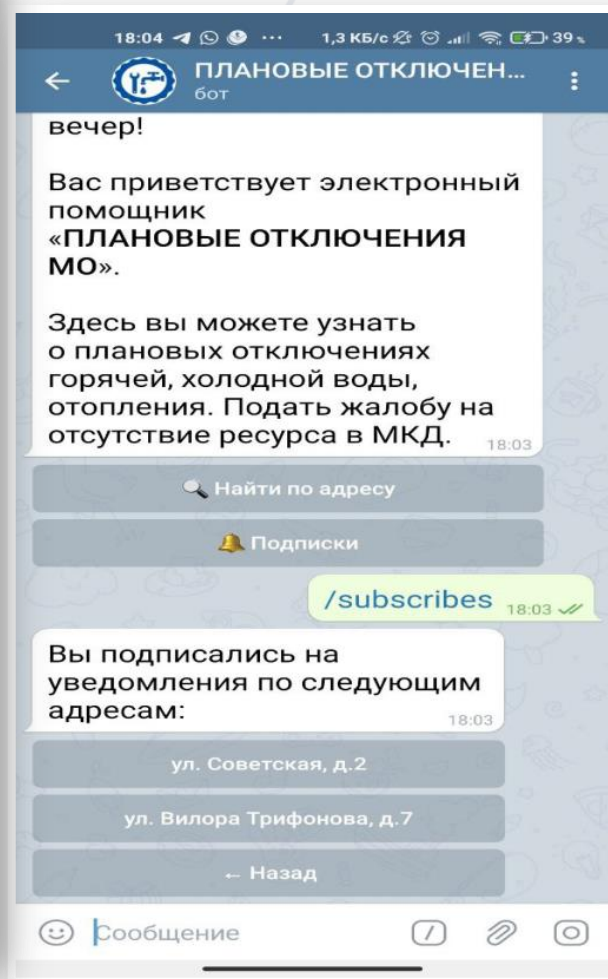 18:04 ... 1,3 КБ/с 39 %
ПЛАНОВЫЕ ОТКЛЮЧЕН...
бот
вечер!
Вас приветствует электронный
помощник
«ПЛАНОВЫЕ ОТКЛЮЧЕНИЯ
МО».
Здесь вы можете узнать
о плановых отключениях
горячей, холодной воды,
отопления. Подать жалобу на
отсутствие ресурса в МКД. 18:03
Найти по адресу
Подписки
/subscribes 18:03
Вы подписались на
уведомления по следующим
адресам: 18:03
ул. Советская, д.2
ул. Вилора Трифонова, д.7
← Назад
Сообщение